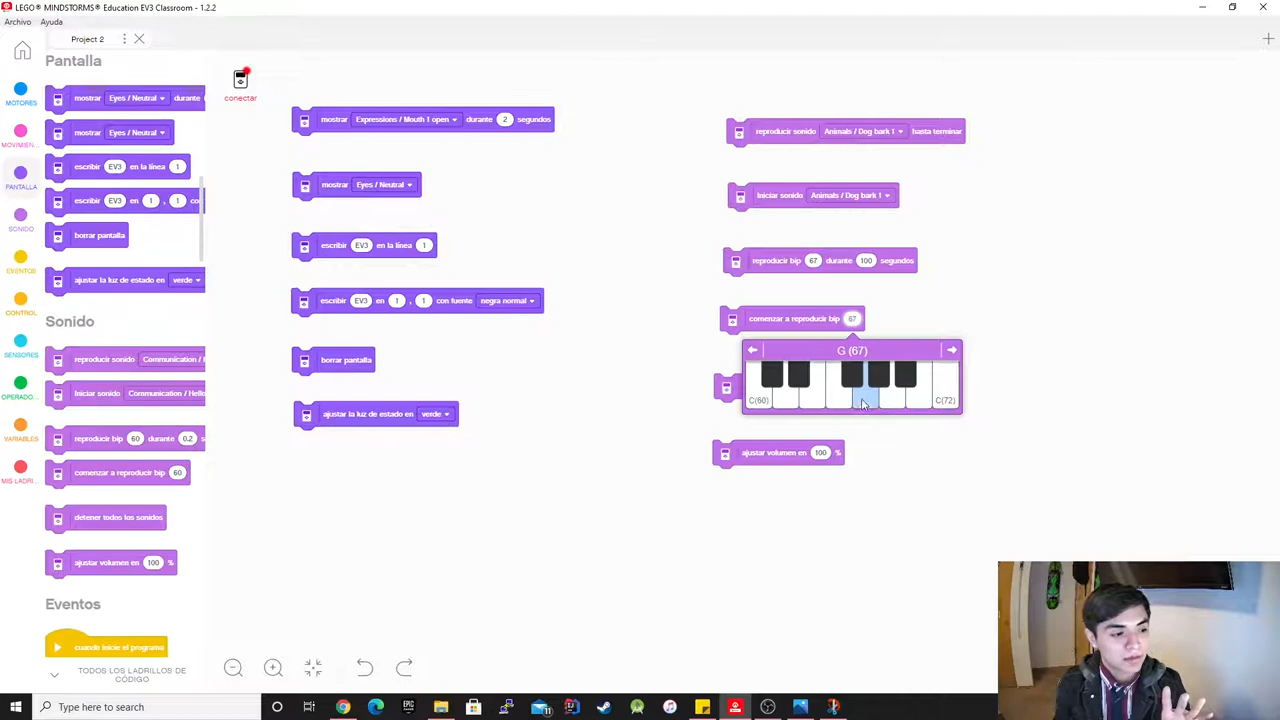 LEGO® MINDSTORMS® Education EV3 Classroom - 1.2.2
Archivo Ayuda
Project 2
conectar
MOTORES
MOVIMIEN...
PANTALLA
SONIDO
EVENTOS
CONTROL
SENSORES
OPERADO...
VARIABLES
MIS LADRI...
Pantalla
mostrar Eyes / Neutral durante
mostrar Eyes / Neutral
escribir EV3 en la línea 1
escribir EV3 en 1 , 1 co
borrar pantalla
ajustar la luz de estado en verde
Sonido
reproducir sonido Communication /
Iniciar sonido Communication / Hello
reproducir bip 60 durante 0.2 s
comenzar a reproducir bip 60
detener todos los sonidos
ajustar volumen en 100 %
Eventos
cuando inicie el programa
TODOS LOS LADRILLOS DE
CÓDIGO
mostrar Expressions / Mouth 1 open durante 2 segundos
mostrar Eyes / Neutral
escribir EV3 en la línea 1
escribir EV3 en 1 , 1 con fuente negra normal
borrar pantalla
ajustar la luz de estado en verde
reproducir sonido Animals / Dog bark 1 hasta terminar
Iniciar sonido Animals / Dog bark 1
reproducir bip 67 durante 100 segundos
comenzar a reproducir bip 67
G (67)
C(60) C(72)
ajustar volumen en 100 %
Type here to search